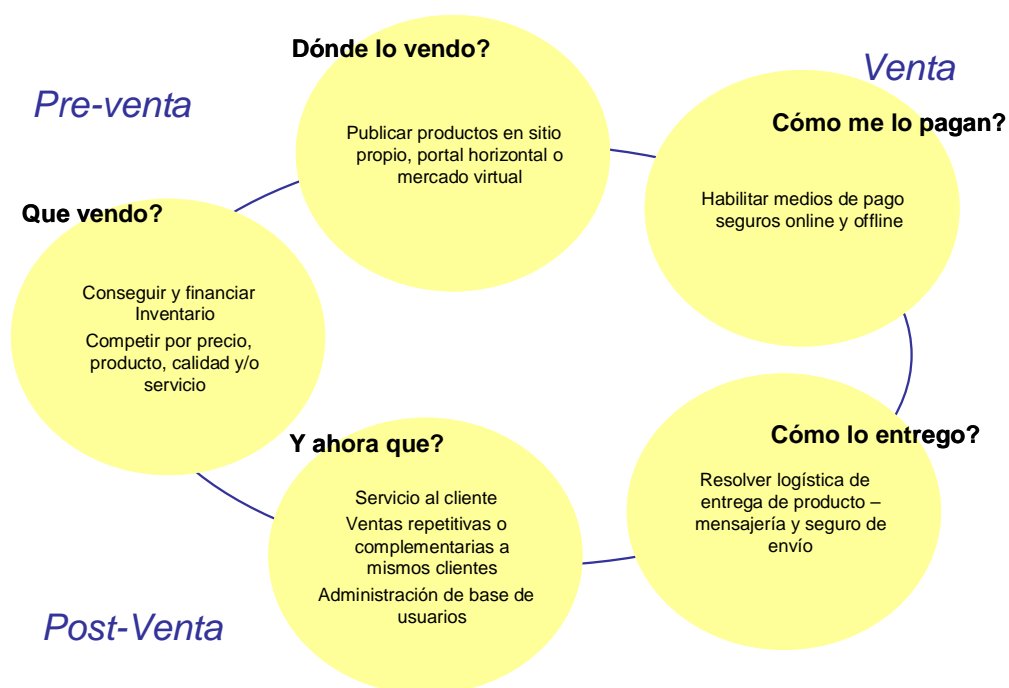 Pre-venta
Que vendo?
Conseguir y financiar
Inventario
Competir por precio,
producto, calidad y/o
servicio
Dónde lo vendo?
Publicar productos en sitio
propio, portal horizontal o
mercado virtual
Venta
Cómo me lo pagan?
Habilitar medios de pago
seguros online y offline
Cómo lo entrego?
Resolver logística de
entrega de producto –
mensajería y seguro de
envío
Y ahora que?
Servicio al cliente
Ventas repetitivas o
complementarias a
mismos clientes
Administración de base de
usuarios
Post-Venta